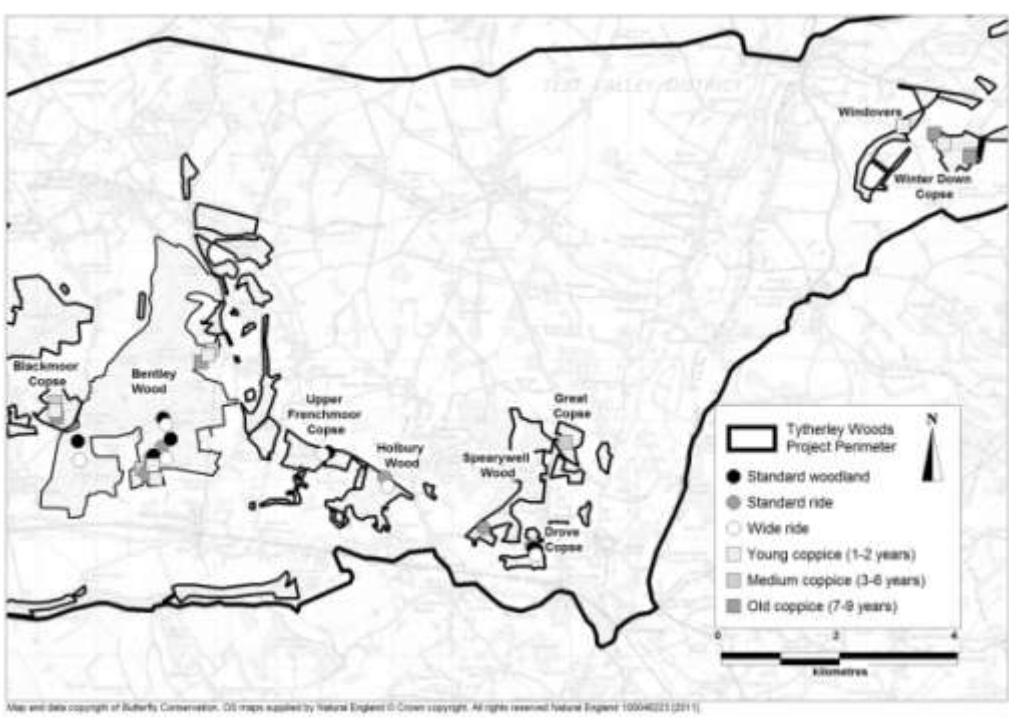 TEST VALLEY DISTRICT
Windovers
Winter Down
Copse
Blackmoor
Copse
Bentley
Wood
Upper
Frenchmoor
Copse
Holbury
Wood
Great
Copse
Spearywell
Wood
Drove
Copse
N
Tytherley Woods
Project Perimeter
Standard woodland
Standard ride
Wide ride
Young coppice (1-2 years)
Medium coppice (3-6 years)
Old coppice (7-9 years)
0 2 4
kilometres
Map and data copyright of Butterfly Conservation. OS maps supplied by Natural England © Crown copyright. All rights reserved Natural England 100046223 [2011].